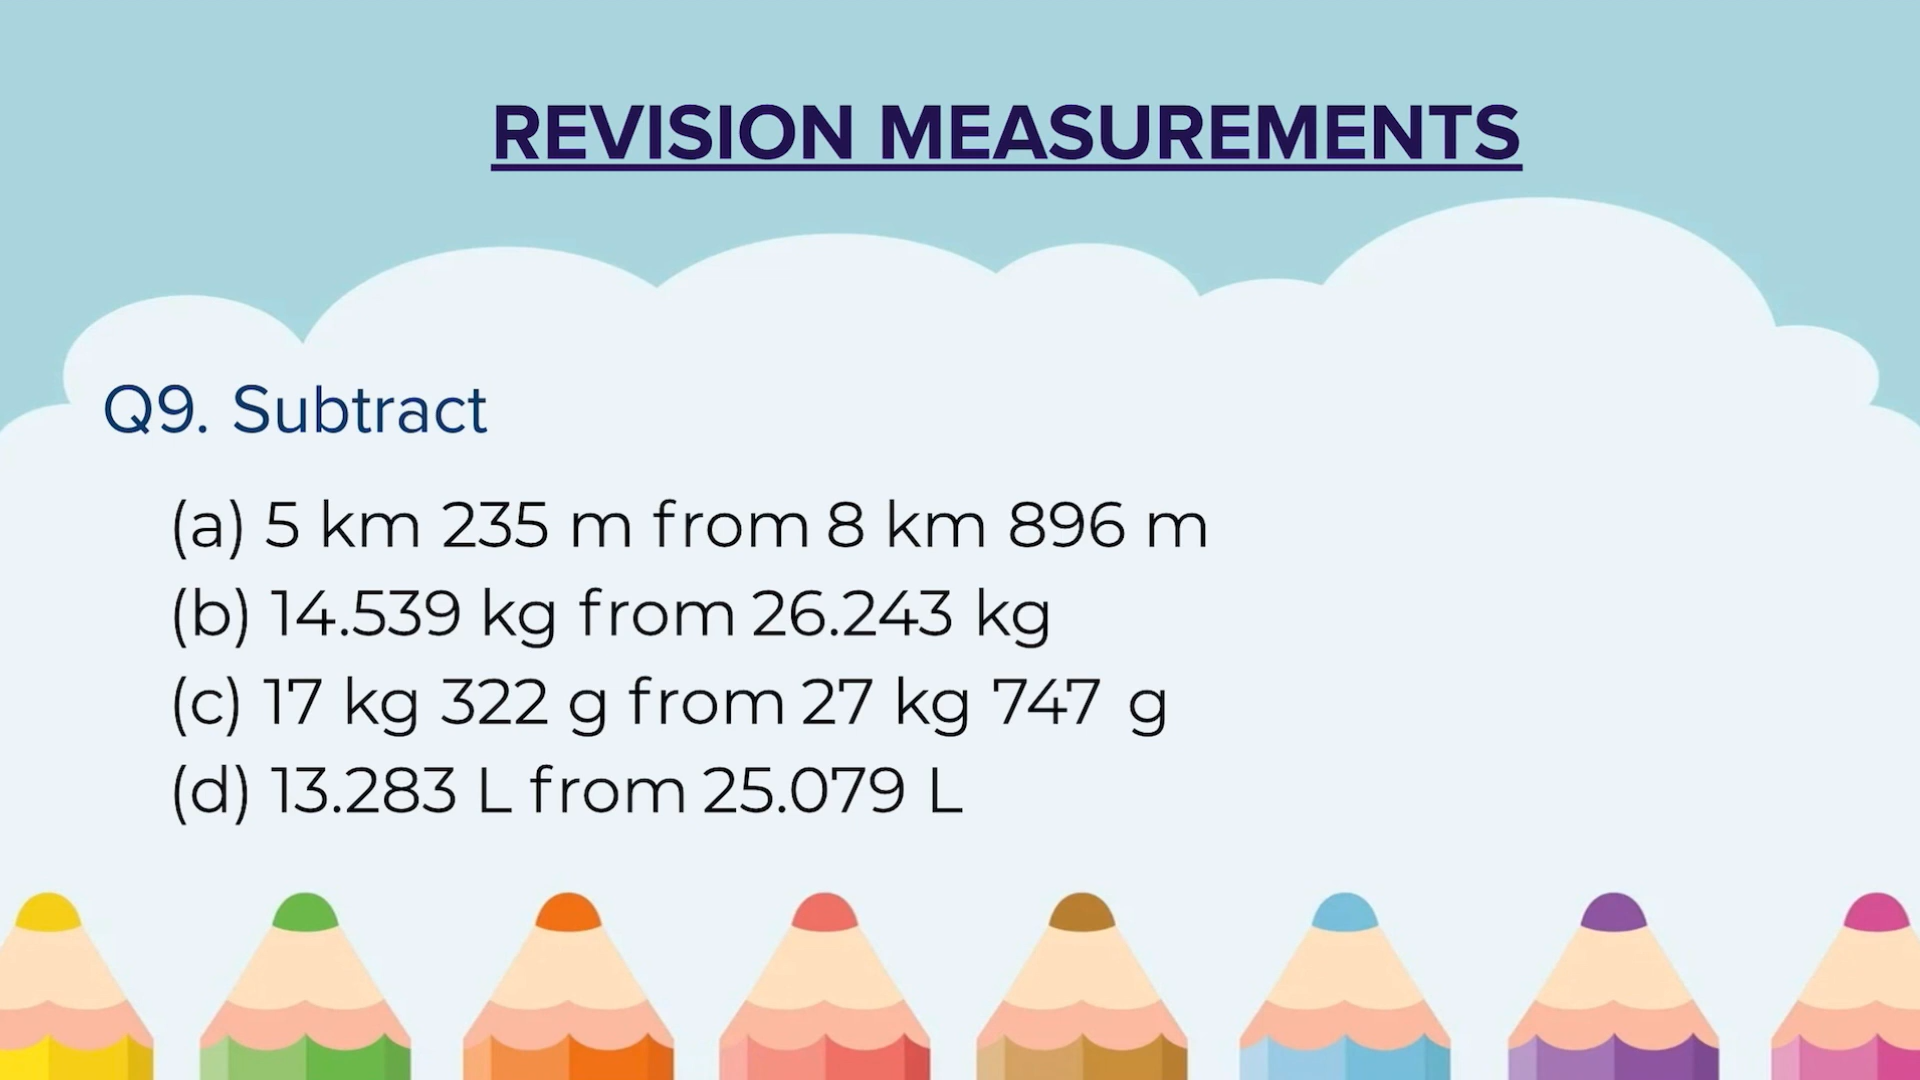 REVISION MEASUREMENTS
Q9. Subtract
(a) 5 km 235 m from 8 km 896 m
(b) 14.539 kg from 26.243 kg
(c) 17 kg 322 g from 27 kg 747 g
(d) 13.283 L from 25.079 L